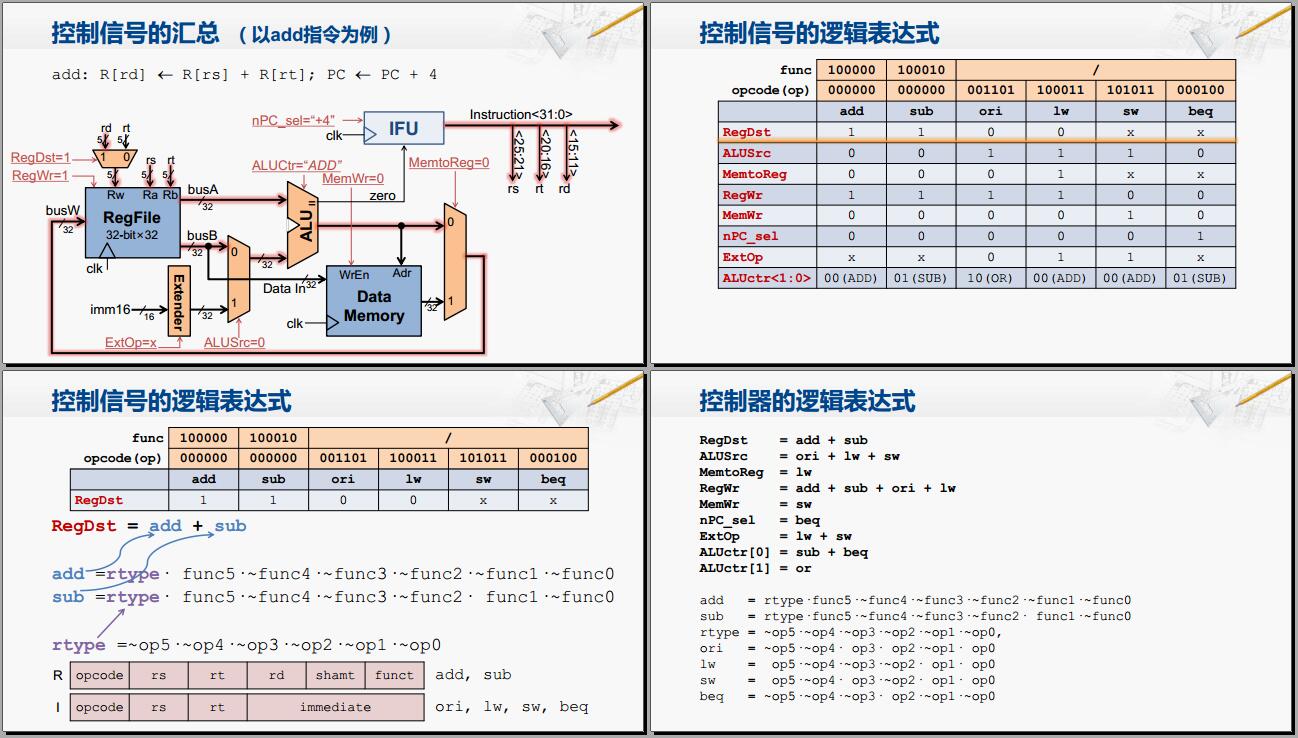 控制信号的汇总 （以add指令为例）
add: R[rd] ← R[rs] + R[rt]; PC ← PC + 4
nPC_sel=“+4”
IFU
clk
Instruction<31:0>
<25:21>
<20:16>
<15:11>
rs rt rd
rd rt
5 5
1 0
RegDst=1
RegWr=1
rs rt
5 5 5
Rw Ra Rb
busW
32
RegFile
32-bit×32
clk
busA
32
busB
32
ALUCtr=“ADD”
MemWr=0
MemtoReg=0
zero
=
ALU
0
32
1
imm16
16
Extender
32
ExtOp=x
ALUSrc=0
Data In
32
WrEn Adr
Data
Memory
clk
32
0
1
控制信号的逻辑表达式
func 100000 100010 /
opcode(op) 000000 000000 001101 100011 101011 000100
add sub ori lw sw beq
RegDst 1 1 0 0 x x
ALUSrc 0 0 1 1 1 0
MemtoReg 0 0 0 1 x x
RegWr 1 1 1 1 0 0
MemWr 0 0 0 0 1 0
nPC_sel 0 0 0 0 0 1
ExtOp x x 0 1 1 x
ALUctr<1:0> 00(ADD) 01(SUB) 10(OR) 00(ADD) 00(ADD) 01(SUB)
控制信号的逻辑表达式
func 100000 100010 /
opcode(op) 000000 000000 001101 100011 101011 000100
add sub ori lw sw beq
RegDst 1 1 0 0 x x
RegDst = add + sub
add =rtype· func5·~func4·~func3·~func2·~func1·~func0
sub =rtype· func5·~func4·~func3·~func2· func1·~func0
rtype =~op5·~op4·~op3·~op2·~op1·~op0
R opcode rs rt rd shamt funct add, sub
I opcode rs rt immediate ori, lw, sw, beq
控制器的逻辑表达式
RegDst = add + sub
ALUSrc = ori + lw + sw
MemtoReg = lw
RegWr = add + sub + ori + lw
MemWr = sw
nPC_sel = beq
ExtOp = lw + sw
ALUctr[0] = sub + beq
ALUctr[1] = or
add = rtype·func5·~func4·~func3·~func2·~func1·~func0
sub = rtype·func5·~func4·~func3·~func2· func1·~func0
rtype = ~op5·~op4·~op3·~op2·~op1·~op0,
ori = ~op5·~op4· op3· op2·~op1· op0
lw = op5·~op4·~op3·~op2· op1· op0
sw = op5·~op4· op3·~op2· op1· op0
beq = ~op5·~op4·~op3· op2·~op1·~op0